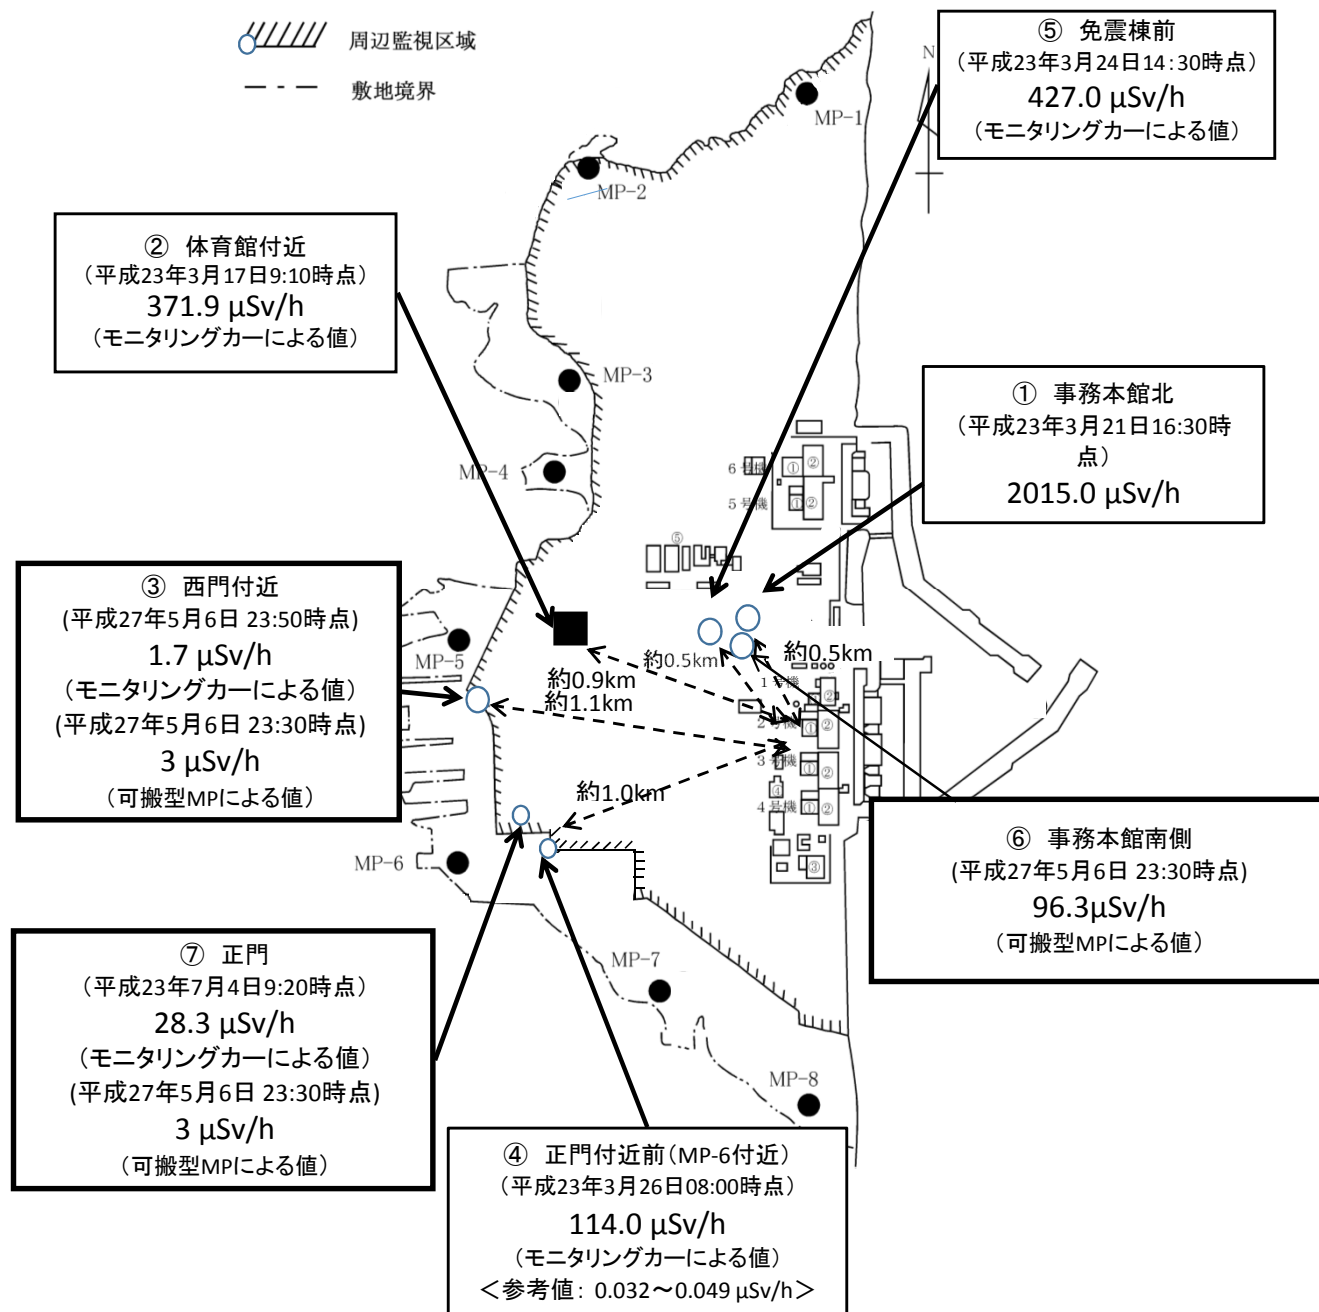 周辺監視区域
敷地境界
⑤ 免震棟前
(平成23年3月24日14:30時点)
427.0 μSv/h
(モニタリングカーによる値)
N
MP-1
MP-2
② 体育館付近
(平成23年3月17日9:10時点)
371.9 μSv/h
(モニタリングカーによる値)
MP-3
① 事務本館北
(平成23年3月21日16:30時
点)
2015.0 μSv/h
MP-4
6号機
①
②
5号機
①
②
⑤
③ 西門付近
(平成27年5月6日 23:50時点)
1.7 μSv/h
(モニタリングカーによる値)
(平成27年5月6日 23:30時点)
3 μSv/h
(可搬型MPによる値)
MP-5
約0.5km
約0.5km
約0.9km
約1.1km
1号機
②
2号機
①
②
3号機
①
②
約1.0km
④
4号機
①
②
③
MP-6
⑥ 事務本館南側
(平成27年5月6日 23:30時点)
96.3μSv/h
(可搬型MPによる値)
⑦ 正門
(平成23年7月4日9:20時点)
28.3 μSv/h
(モニタリングカーによる値)
(平成27年5月6日 23:30時点)
3 μSv/h
(可搬型MPによる値)
MP-7
MP-8
④ 正門付近前(MP-6付近)
(平成23年3月26日08:00時点)
114.0 μSv/h
(モニタリングカーによる値)
<参考値: 0.032～0.049 μSv/h>